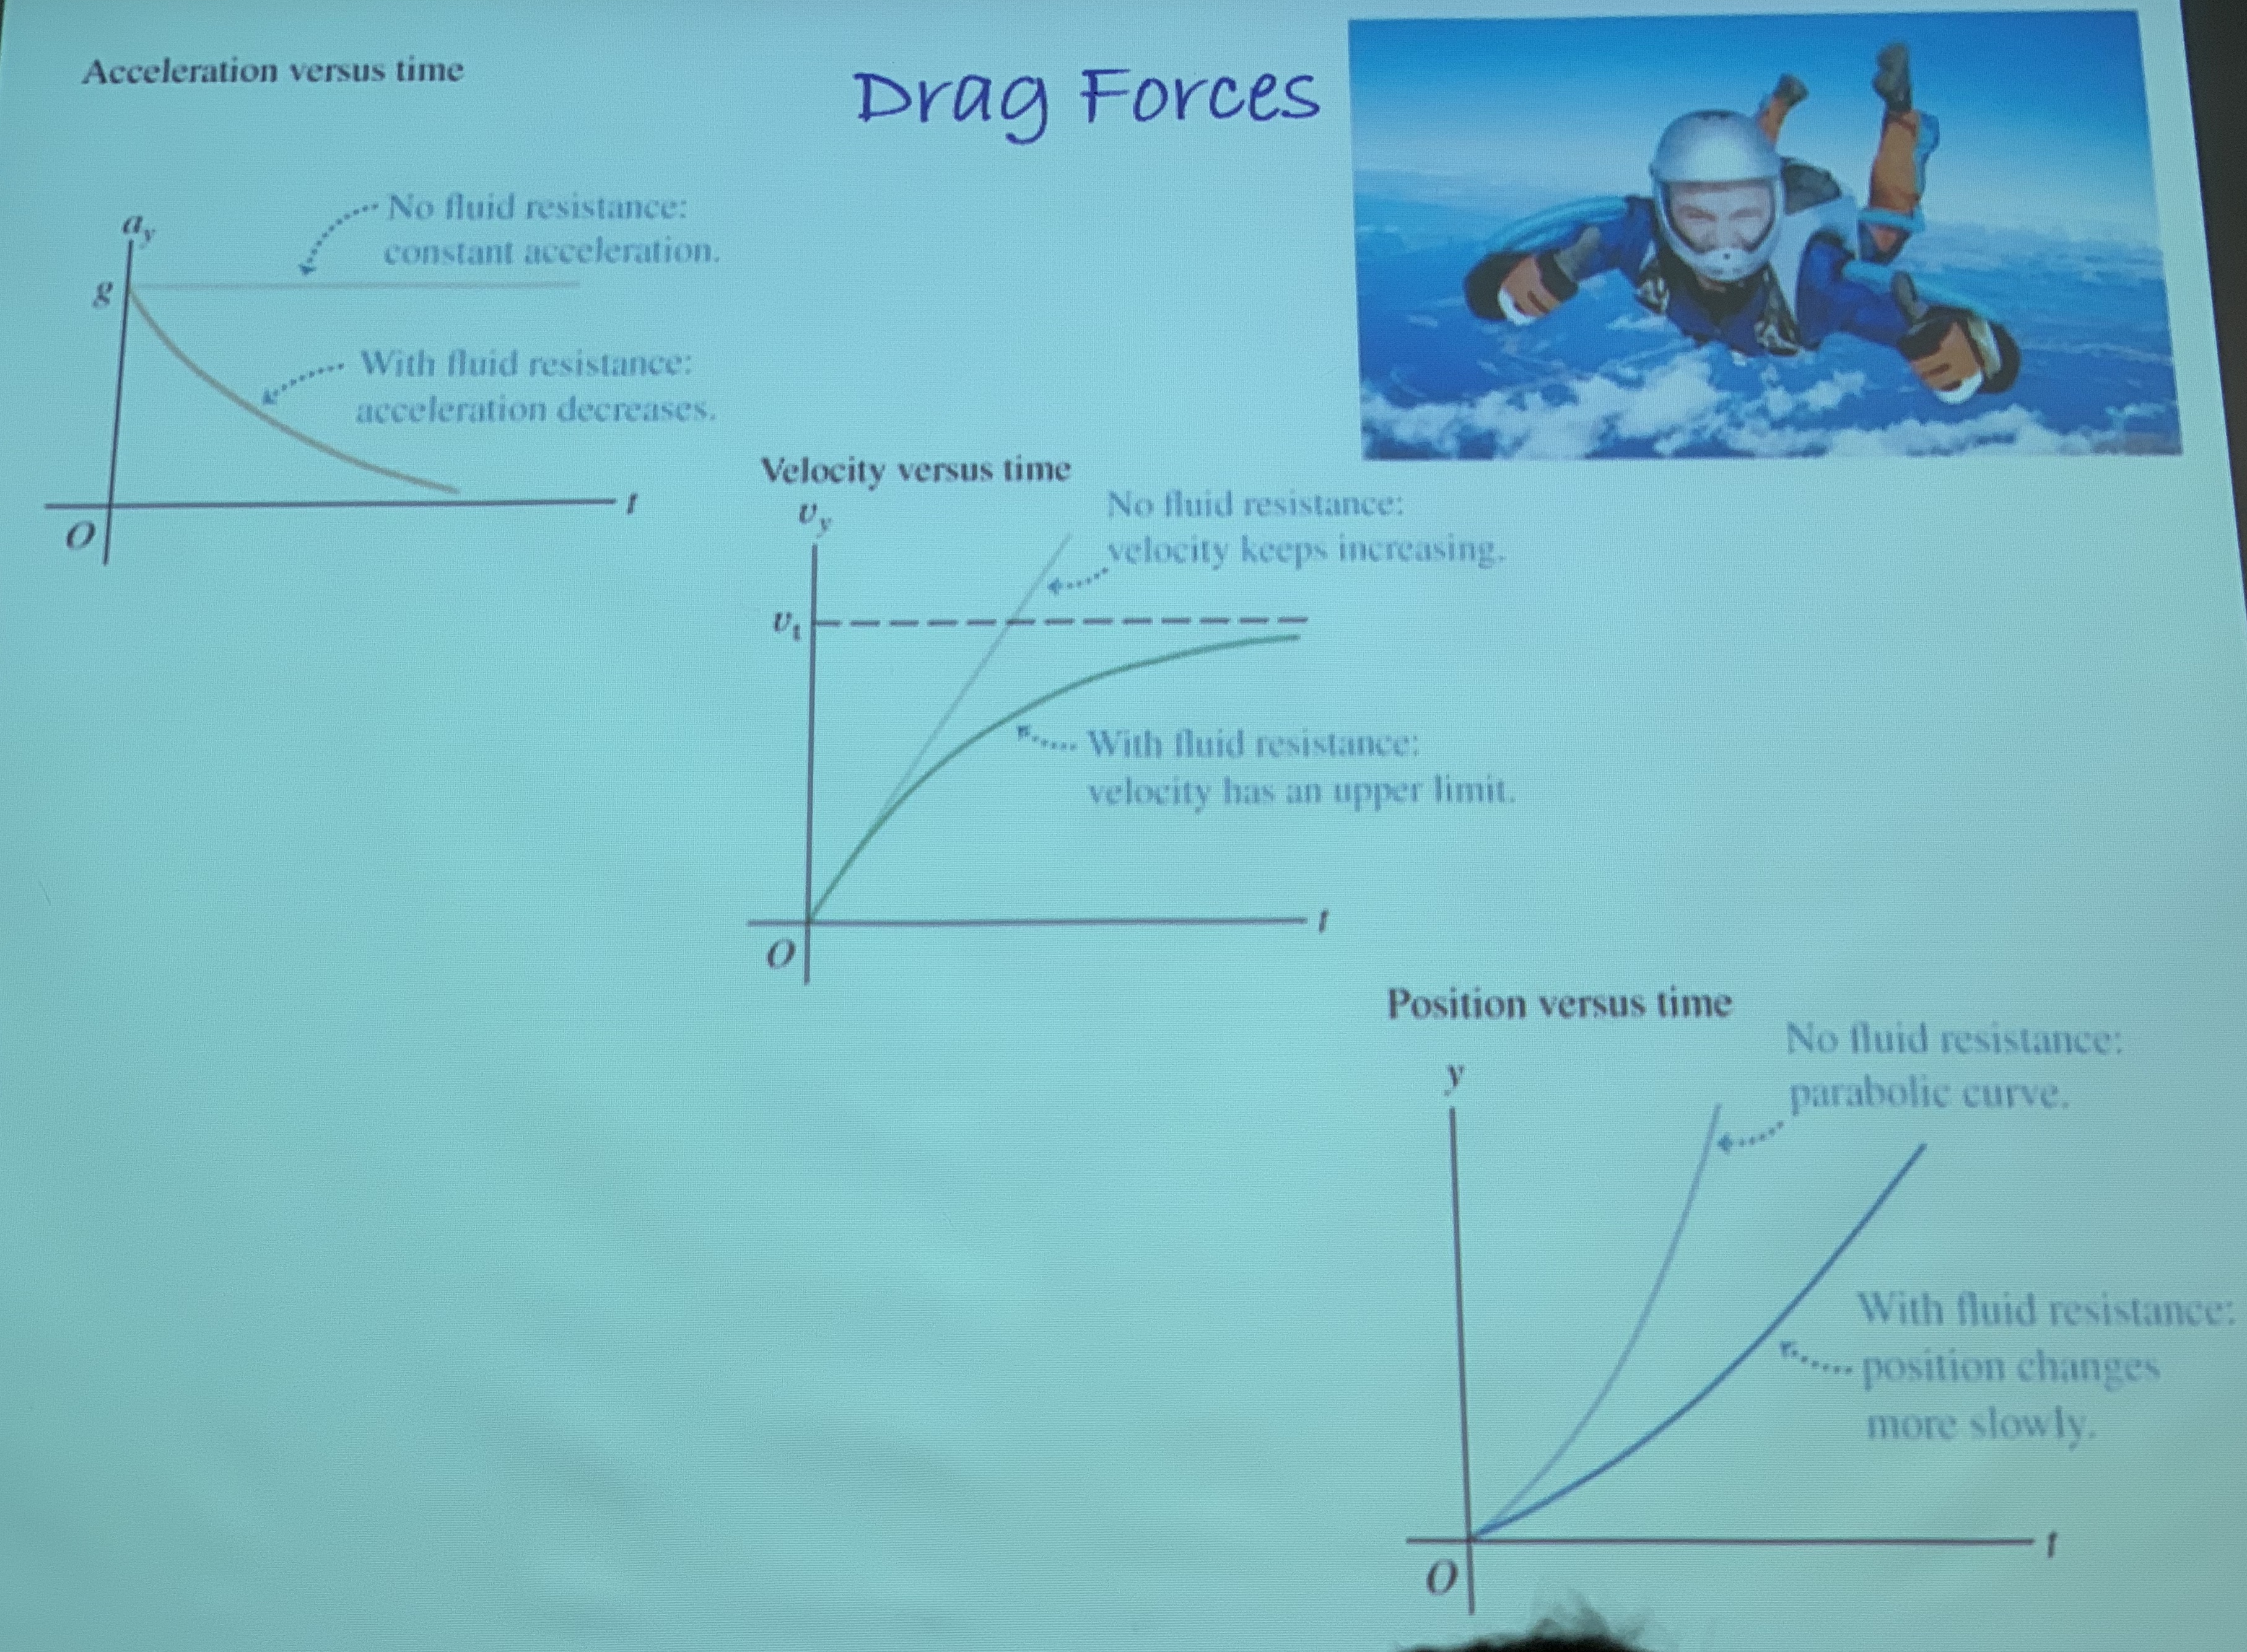 Acceleration versus time
Drag Forces
a_y
No fluid resistance:
constant acceleration.
g
With fluid resistance:
acceleration decreases.
t
O
Velocity versus time
v_y
No fluid resistance:
velocity keeps increasing.
v_t
With fluid resistance:
velocity has an upper limit.
t
O
Position versus time
No fluid resistance:
parabolic curve.
y
With fluid resistance:
position changes
more slowly.
t
O